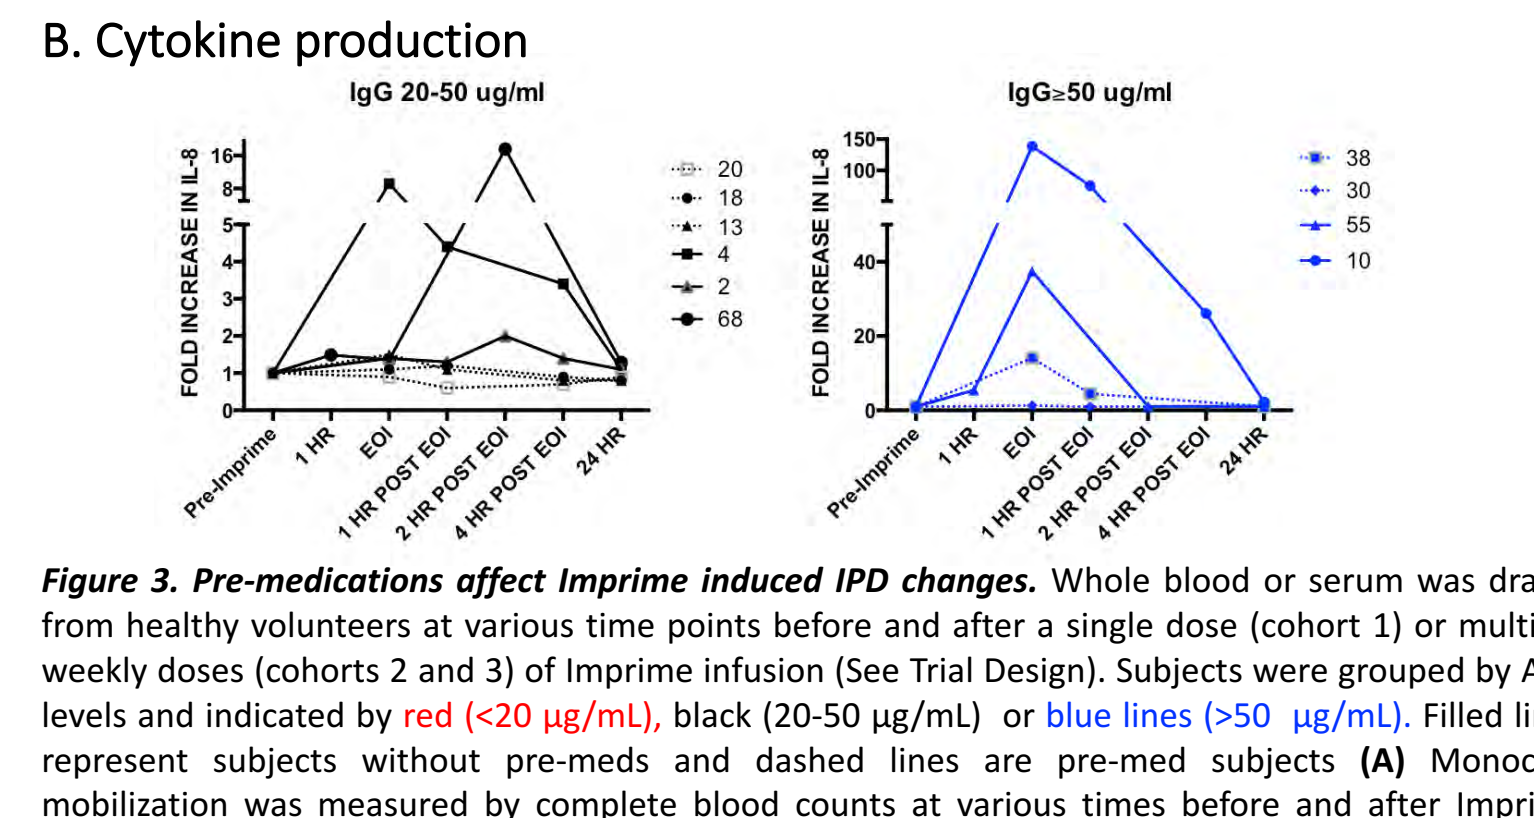 B. Cytokine production
IgG 20-50 ug/ml
FOLD INCREASE IN IL-8
16
8
5
4
3
2
1
0
Pre-Imprime
1 HR
EOI
1 HR POST EOI
2 HR POST EOI
4 HR POST EOI
24 HR
20
18
13
4
2
68
IgG≥50 ug/ml
FOLD INCREASE IN IL-8
150
100
40
20
0
Pre-Imprime
1 HR
EOI
1 HR POST EOI
2 HR POST EOI
4 HR POST EOI
24 HR
38
30
55
10
Figure 3. Pre-medications affect Imprime induced IPD changes. Whole blood or serum was dra
from healthy volunteers at various time points before and after a single dose (cohort 1) or multi
weekly doses (cohorts 2 and 3) of Imprime infusion (See Trial Design). Subjects were grouped by A
levels and indicated by red (<20 µg/mL), black (20-50 µg/mL) or blue lines (>50 µg/mL). Filled li
represent subjects without pre-meds and dashed lines are pre-med subjects (A) Monoc
mobilization was measured by complete blood counts at various times before and after Impri